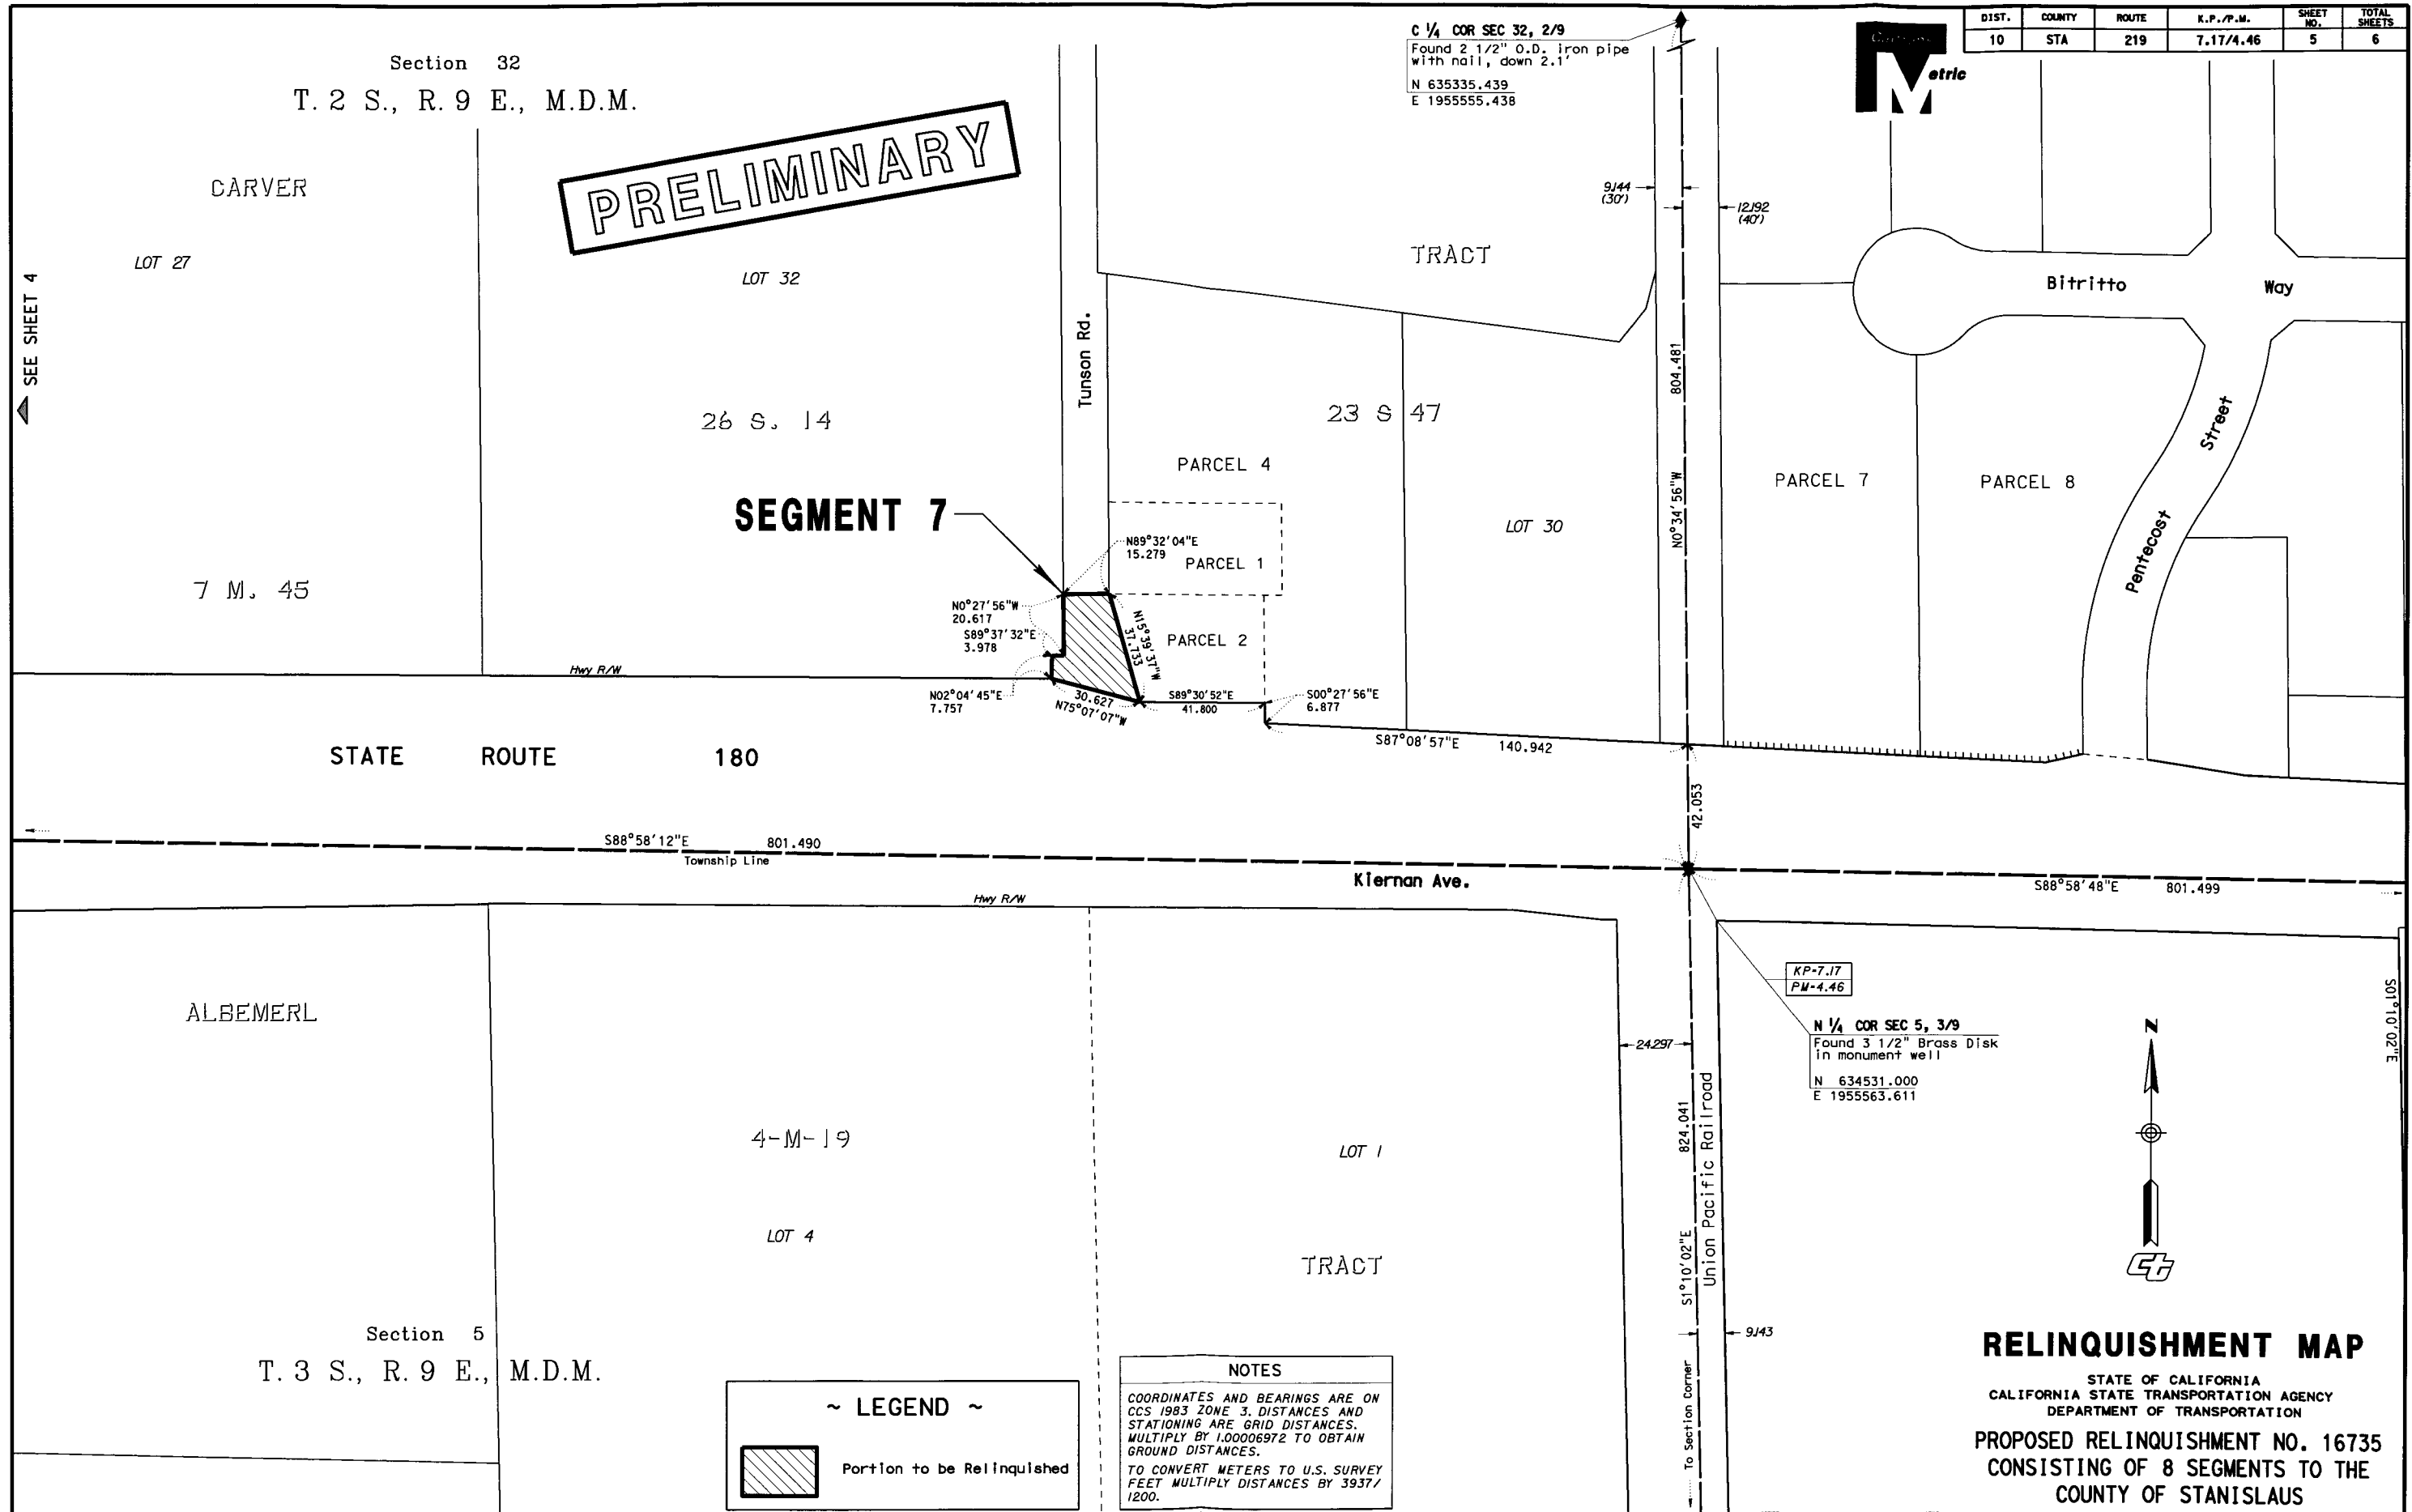 DIST. COUNTY ROUTE K.P./P.M. SHEET NO. TOTAL SHEETS
10 STA 219 7.17/4.46 5 6
etric
C 1/4 COR SEC 32, 2/9
Found 2 1/2" O.D. iron pipe
with nail, down 2.1'
N 635335.439
E 1955555.438
Section 32
T. 2 S., R. 9 E., M.D.M.
PRELIMINARY
CARVER
LOT 27
LOT 32
SEE SHEET 4
Tunson Rd.
TRACT
9.144
(30')
12.192
(40')
Bitritto Way
804.481
N0°34'56"W
26 S. 14
23 S 47
PARCEL 4
PARCEL 7
PARCEL 8
Pentecost Street
SEGMENT 7
LOT 30
N89°32'04"E
15.279
PARCEL 1
7 M. 45
N0°27'56"W
20.617
S89°37'32"E
3.978
N15°39'37"W
37.733
PARCEL 2
Hwy R/W
N02°04'45"E
7.757
30.627
N75°07'07"W
S89°30'52"E
41.800
S00°27'56"E
6.877
S87°08'57"E 140.942
STATE ROUTE 180
42.053
S88°58'12"E 801.490
Township Line
Kiernan Ave.
S88°58'48"E 801.499
Hwy R/W
KP=7.17
PM=4.46
N 1/4 COR SEC 5, 3/9
Found 3 1/2" Brass Disk
in monument well
N 634531.000
E 1955563.611
S01°10'02"E
ALBEMERL
24.297
N
4-M-19
LOT 1
824.041
S1°10'02"E
Union Pacific Railroad
LOT 4
TRACT
Ct
9.143
To Section Corner
Section 5
T. 3 S., R. 9 E., M.D.M.
~ LEGEND ~
Portion to be Relinquished
NOTES
COORDINATES AND BEARINGS ARE ON
CCS 1983 ZONE 3. DISTANCES AND
STATIONING ARE GRID DISTANCES.
MULTIPLY BY 1.00006972 TO OBTAIN
GROUND DISTANCES.
TO CONVERT METERS TO U.S. SURVEY
FEET MULTIPLY DISTANCES BY 3937/
1200.
RELINQUISHMENT MAP
STATE OF CALIFORNIA
CALIFORNIA STATE TRANSPORTATION AGENCY
DEPARTMENT OF TRANSPORTATION
PROPOSED RELINQUISHMENT NO. 16735
CONSISTING OF 8 SEGMENTS TO THE
COUNTY OF STANISLAUS